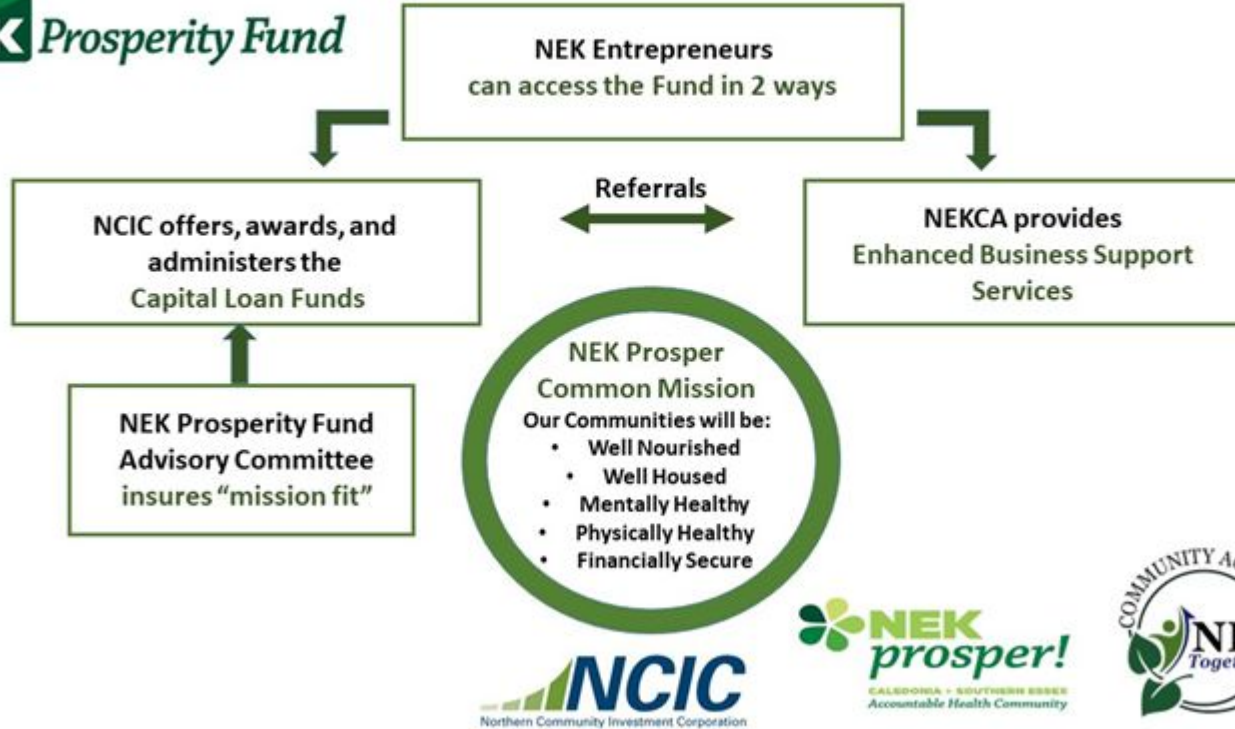 Prosperity Fund
NEK Entrepreneurs
can access the Fund in 2 ways
Referrals
NCIC offers, awards, and
administers the
Capital Loan Funds
NEKCA provides
Enhanced Business Support
Services
NEK Prosperity Fund
Advisory Committee
insures “mission fit”
NEK Prosper
Common Mission
Our Communities will be:
• Well Nourished
• Well Housed
• Mentally Healthy
• Physically Healthy
• Financially Secure
NCIC
Northern Community Investment Corporation
NEK
prosper!
CALEDONIA + SOUTHERN ESSEX
Accountable Health Community
COMMUNITY